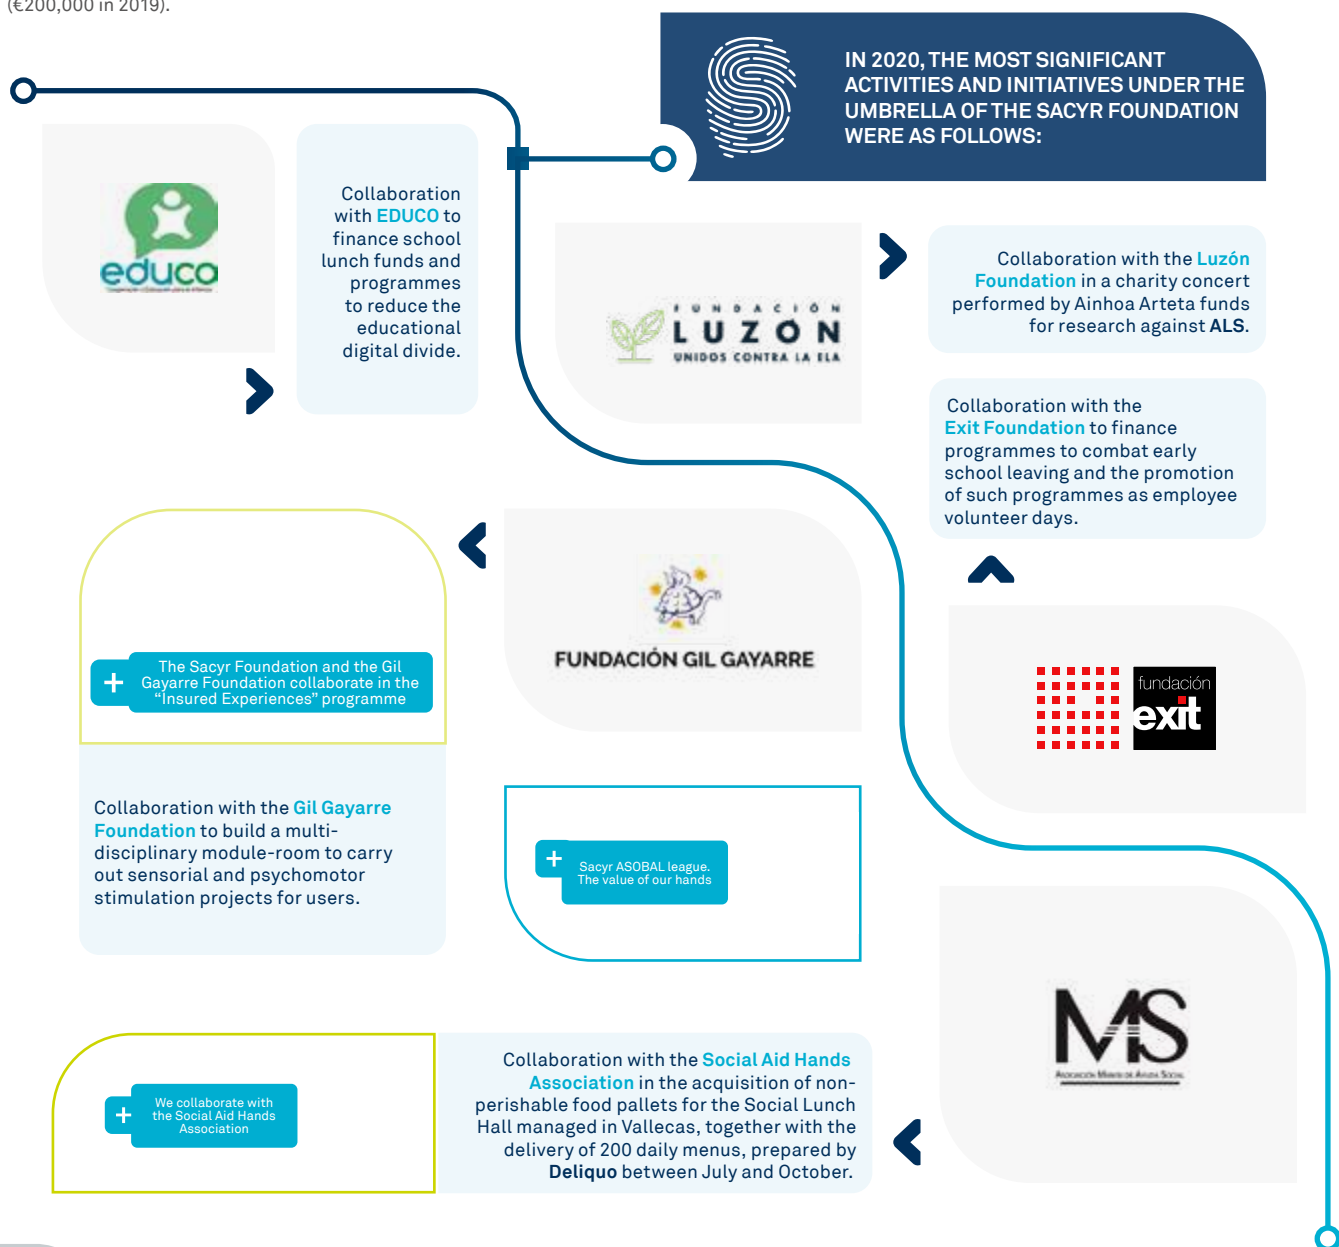 (€200,000 in 2019).
IN 2020, THE MOST SIGNIFICANT
ACTIVITIES AND INITIATIVES UNDER THE
UMBRELLA OF THE SACYR FOUNDATION
WERE AS FOLLOWS:
educo
Collaboration
with EDUCO to
finance school
lunch funds and
programmes
to reduce the
educational
digital divide.
FUNDACIÓN
LUZÓN
UNIDOS CONTRA LA ELA
Collaboration with the Luzón
Foundation in a charity concert
performed by Ainhoa Arteta funds
for research against ALS.
Collaboration with the
Exit Foundation to finance
programmes to combat early
school leaving and the promotion
of such programmes as employee
volunteer days.
fundación
exit
FUNDACIÓN GIL GAYARRE
+
The Sacyr Foundation and the Gil
Gayarre Foundation collaborate in the
“Insured Experiences” programme
Collaboration with the Gil Gayarre
Foundation to build a multi-
disciplinary module-room to carry
out sensorial and psychomotor
stimulation projects for users.
+
Sacyr ASOBAL league.
The value of our hands
MS
Asociación Manos de Ayuda Social
+
We collaborate with
the Social Aid Hands
Association
Collaboration with the Social Aid Hands
Association in the acquisition of non-
perishable food pallets for the Social Lunch
Hall managed in Vallecas, together with the
delivery of 200 daily menus, prepared by
Deliquo between July and October.